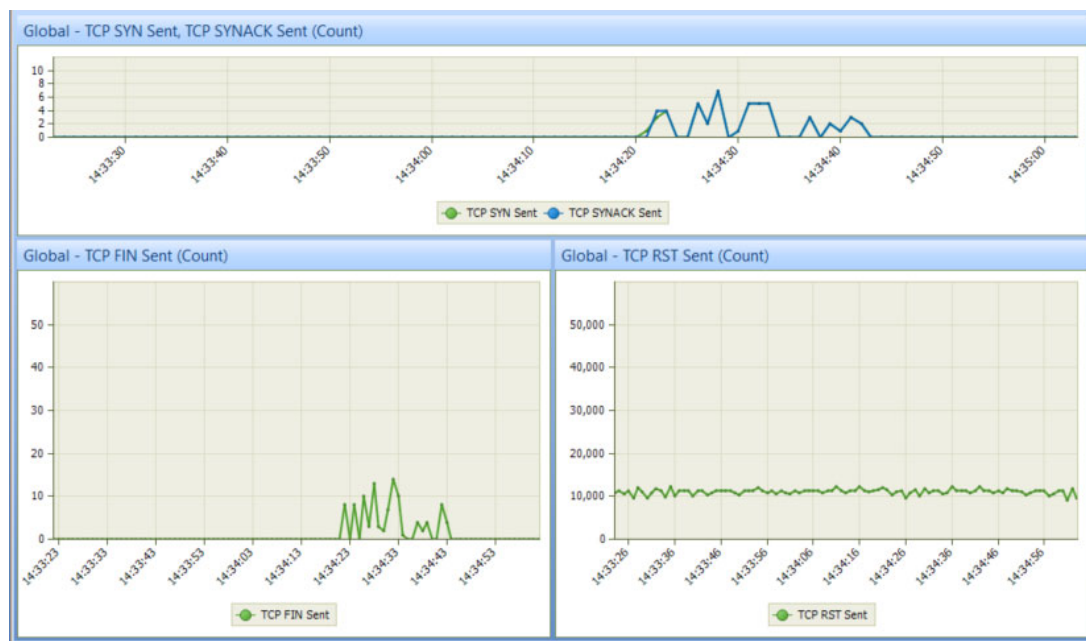 Global - TCP SYN Sent, TCP SYNACK Sent (Count)
10
8
6
4
2
0
14:33:30 14:33:40 14:33:50 14:34:00 14:34:10 14:34:20 14:34:30 14:34:40 14:34:50 14:35:00
TCP SYN Sent TCP SYNACK Sent
Global - TCP FIN Sent (Count)
50
40
30
20
10
0
14:33:23 14:33:33 14:33:43 14:33:53 14:34:03 14:34:13 14:34:23 14:34:33 14:34:43 14:34:53
TCP FIN Sent
Global - TCP RST Sent (Count)
50,000
40,000
30,000
20,000
10,000
0
14:33:26 14:33:36 14:33:46 14:33:56 14:34:06 14:34:16 14:34:26 14:34:36 14:34:46 14:34:56
TCP RST Sent